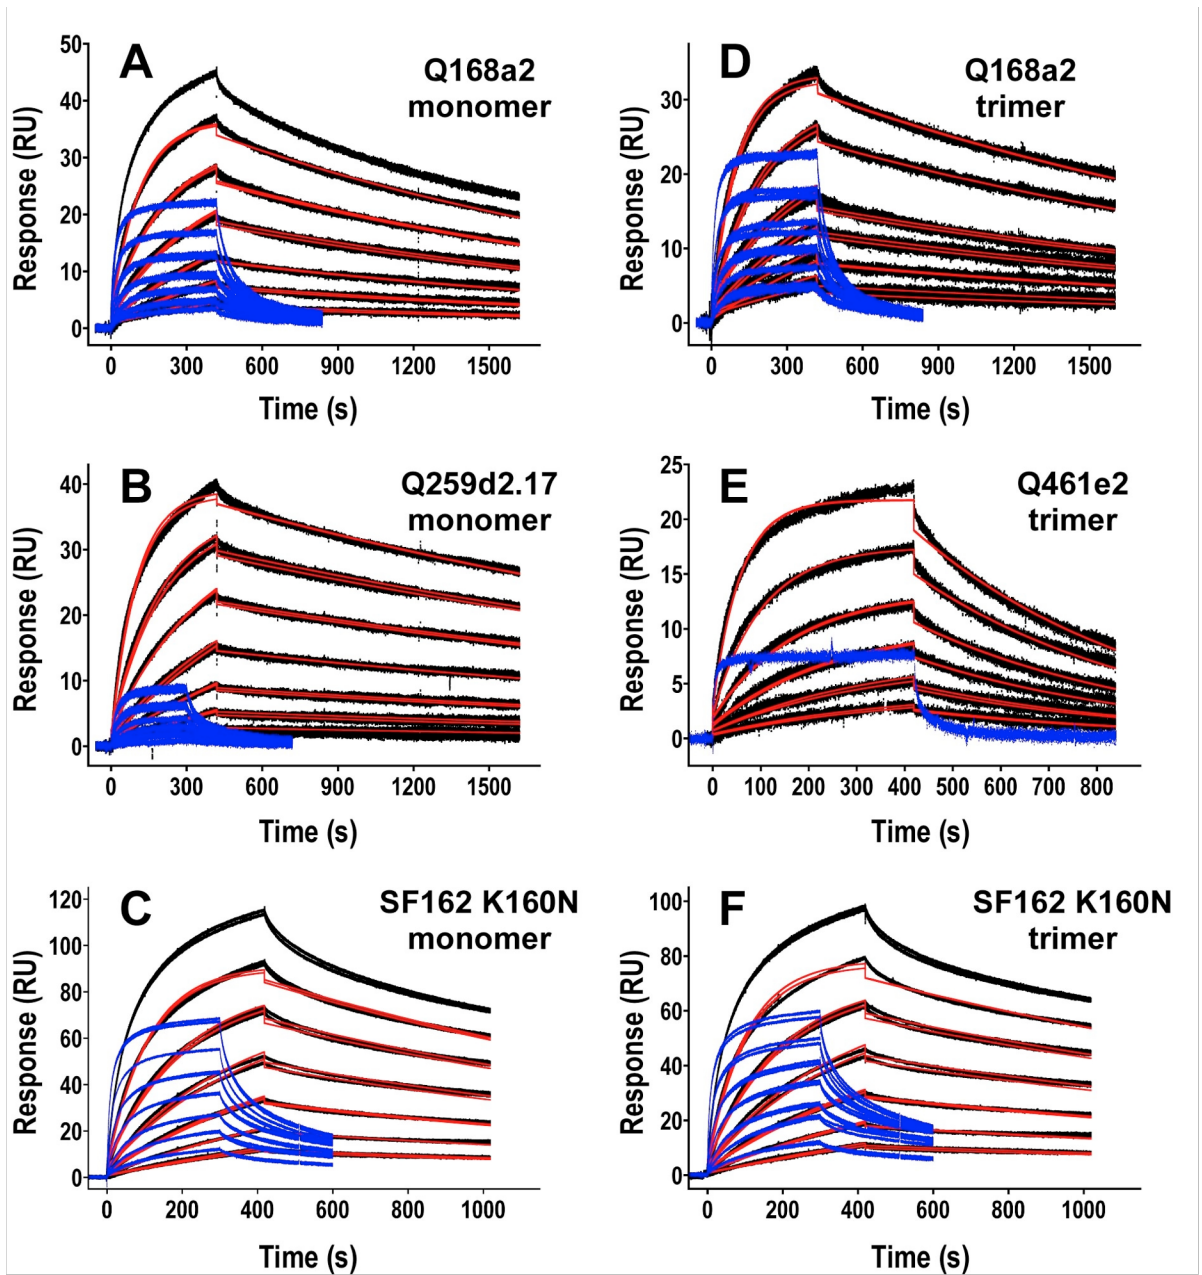 A
Q168a2
monomer
Response (RU)
50
40
30
20
10
0
0 300 600 900 1200 1500
Time (s)
D
Q168a2
trimer
Response (RU)
30
20
10
0
0 300 600 900 1200 1500
Time (s)
B
Q259d2.17
monomer
Response (RU)
40
30
20
10
0
0 300 600 900 1200 1500
Time (s)
E
Q461e2
trimer
Response (RU)
25
20
15
10
5
0
0 100 200 300 400 500 600 700 800
Time (s)
C
SF162 K160N
monomer
Response (RU)
120
100
80
60
40
20
0
0 200 400 600 800 1000
Time (s)
F
SF162 K160N
trimer
Response (RU)
100
80
60
40
20
0
0 200 400 600 800 1000
Time (s)